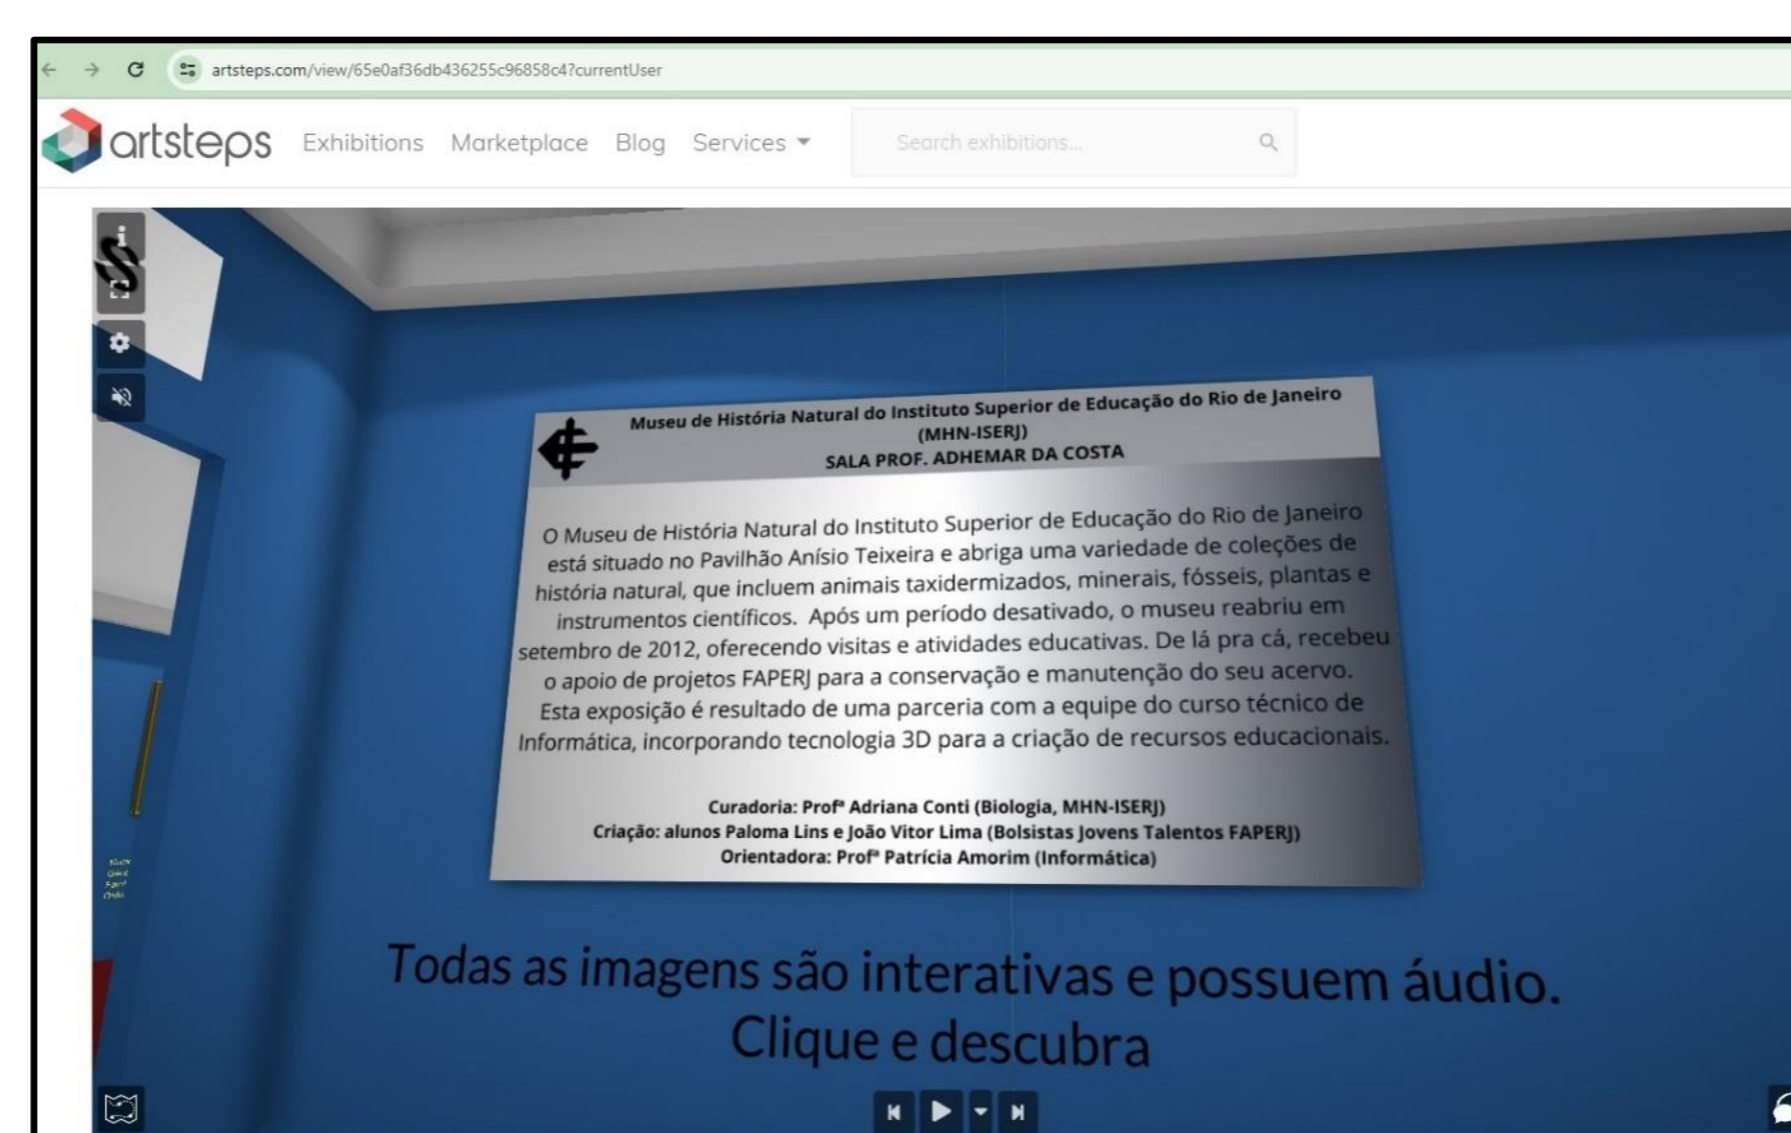 artsteps.com/view/65e0af36db436255c96858c4?currentUser
artsteps Exhibitions Marketplace Blog Services Search exhibitions...
Museu de História Natural do Instituto Superior de Educação do Rio de Janeiro
(MHN-ISERJ)
SALA PROF. ADHEMAR DA COSTA
O Museu de História Natural do Instituto Superior de Educação do Rio de Janeiro
está situado no Pavilhão Anísio Teixeira e abriga uma variedade de coleções de
história natural, que incluem animais taxidermizados, minerais, fósseis, plantas e
instrumentos científicos. Após um período desativado, o museu reabriu em
setembro de 2012, oferecendo visitas e atividades educativas. De lá pra cá, recebeu
o apoio de projetos FAPERJ para a conservação e manutenção do seu acervo.
Esta exposição é resultado de uma parceria com a equipe do curso técnico de
Informática, incorporando tecnologia 3D para a criação de recursos educacionais.
Curadoria: Profª Adriana Conti (Biologia, MHN-ISERJ)
Criação: alunos Paloma Lins e João Vitor Lima (Bolsistas Jovens Talentos FAPERJ)
Orientadora: Profª Patrícia Amorim (Informática)
Todas as imagens são interativas e possuem áudio.
Clique e descubra